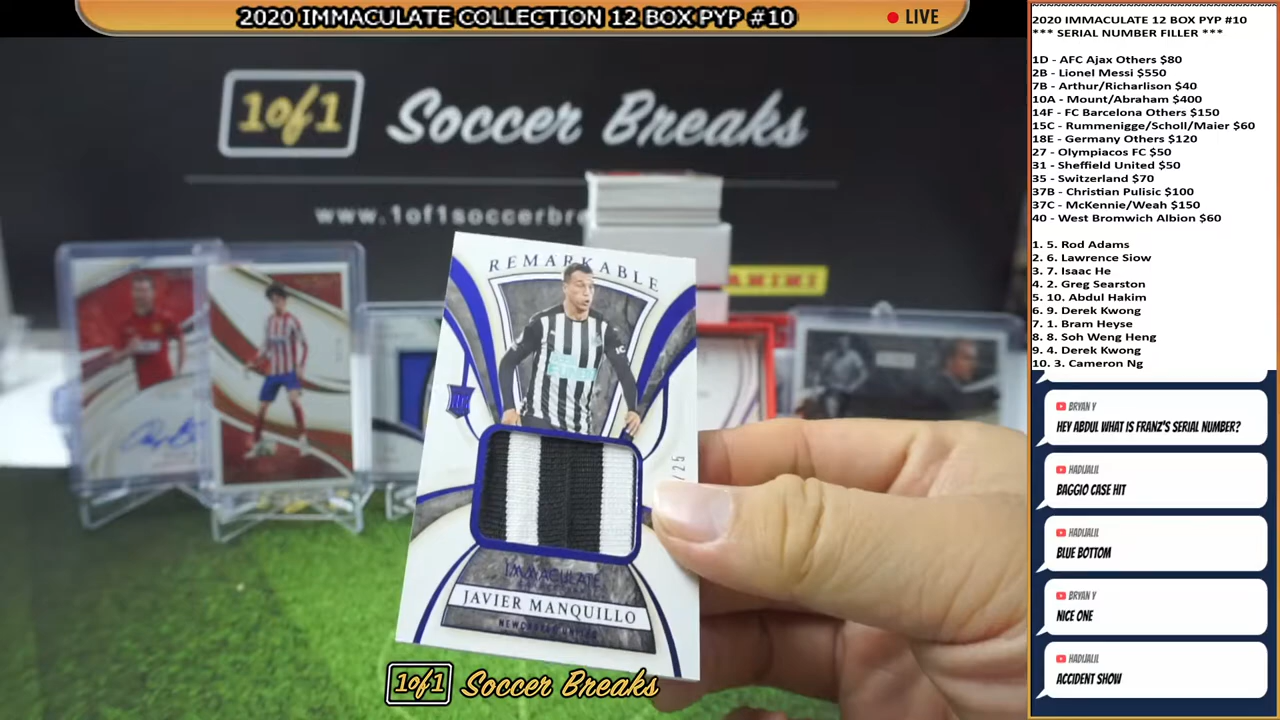 2020 IMMACULATE COLLECTION 12 BOX PYP #10
LIVE
1of1
Soccer Breaks
www.1of1soccerbre
PANINI
REMARKABLE
/25
IMMACULATE
JAVIER MANQUILLO
NEWCASTLE UNITED
1of1 Soccer Breaks
2020 IMMACULATE 12 BOX PYP #10
*** SERIAL NUMBER FILLER ***
1D - AFC Ajax Others $80
2B - Lionel Messi $550
7B - Arthur/Richarlison $40
10A - Mount/Abraham $400
14F - FC Barcelona Others $150
15C - Rummenigge/Scholl/Maier $60
18E - Germany Others $120
27 - Olympiacos FC $50
31 - Sheffield United $50
35 - Switzerland $70
37B - Christian Pulisic $100
37C - McKennie/Weah $150
40 - West Bromwich Albion $60
1. 5. Rod Adams
2. 6. Lawrence Siow
3. 7. Isaac He
4. 2. Greg Searston
5. 10. Abdul Hakim
6. 9. Derek Kwong
7. 1. Bram Heyse
8. 8. Soh Weng Heng
9. 4. Derek Kwong
10. 3. Cameron Ng
BRYAN Y
HEY ABDUL WHAT IS FRANZ'S SERIAL NUMBER?
HADIJALIL
BAGGIO CASE HIT
HADIJALIL
BLUE BOTTOM
BRYAN Y
NICE ONE
HADIJALIL
ACCIDENT SHOW